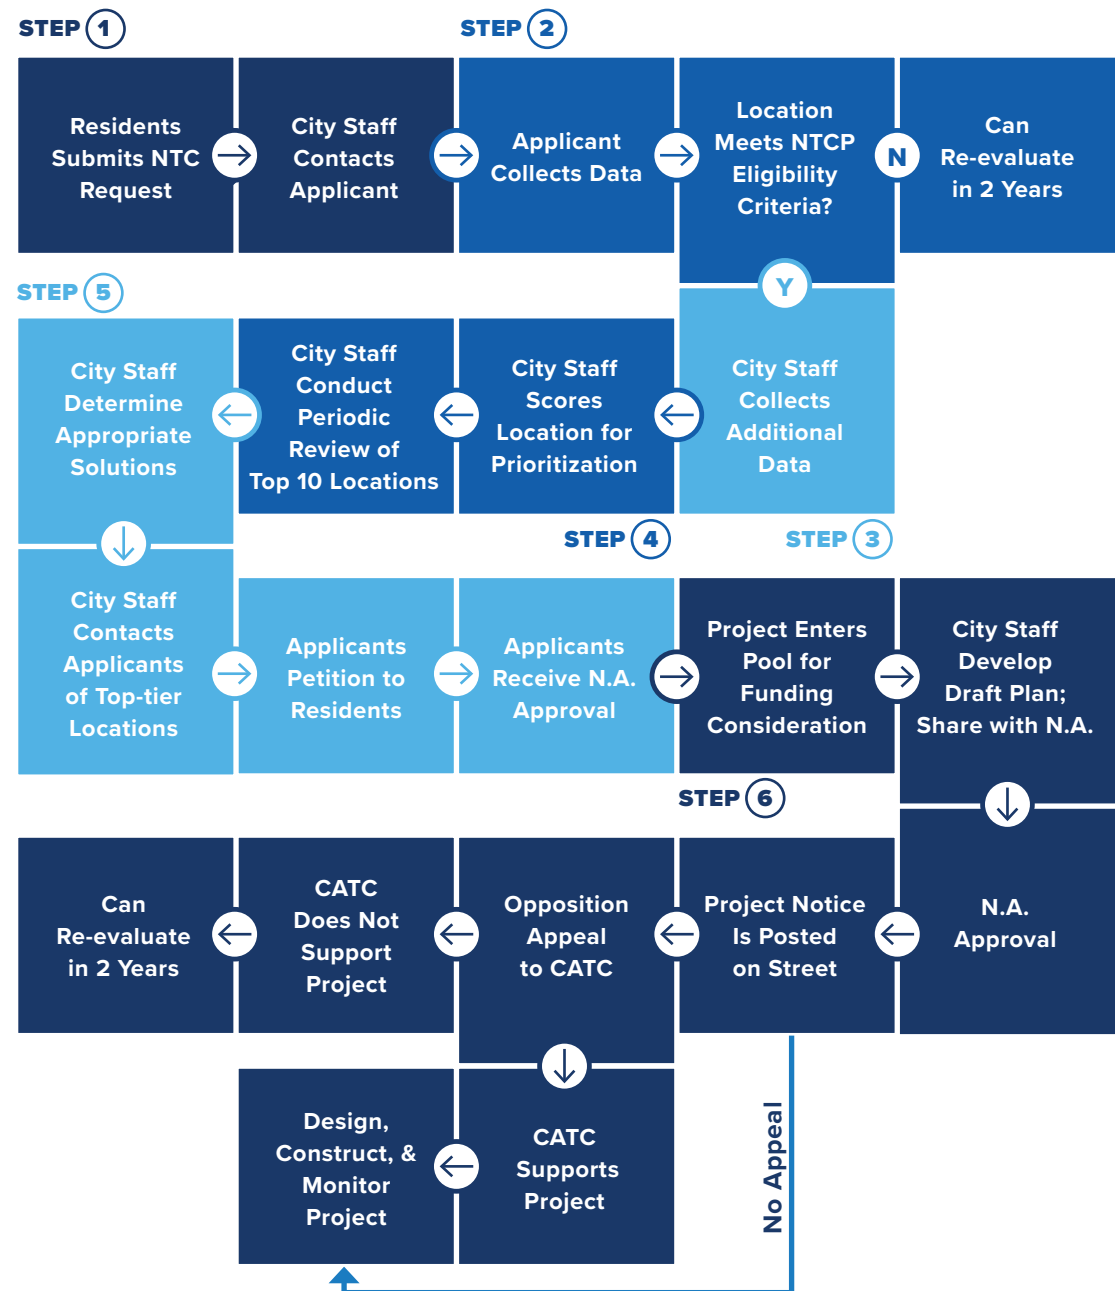 STEP 1
Residents
Submits NTC
Request
City Staff
Contacts
Applicant
STEP 2
Applicant
Collects Data
Location
Meets NTCP
Eligibility
Criteria?
N
Can
Re-evaluate
in 2 Years
Y
City Staff
Collects
Additional
Data
STEP 3
City Staff
Scores
Location for
Prioritization
STEP 4
City Staff
Conduct
Periodic
Review of
Top 10 Locations
STEP 5
City Staff
Determine
Appropriate
Solutions
City Staff
Contacts
Applicants
of Top-tier
Locations
Applicants
Petition to
Residents
Applicants
Receive N.A.
Approval
Project Enters
Pool for
Funding
Consideration
STEP 6
City Staff
Develop
Draft Plan;
Share with N.A.
N.A.
Approval
Project Notice
Is Posted
on Street
Opposition
Appeal
to CATC
CATC
Does Not
Support
Project
Can
Re-evaluate
in 2 Years
CATC
Supports
Project
Design,
Construct, &
Monitor
Project
No Appeal